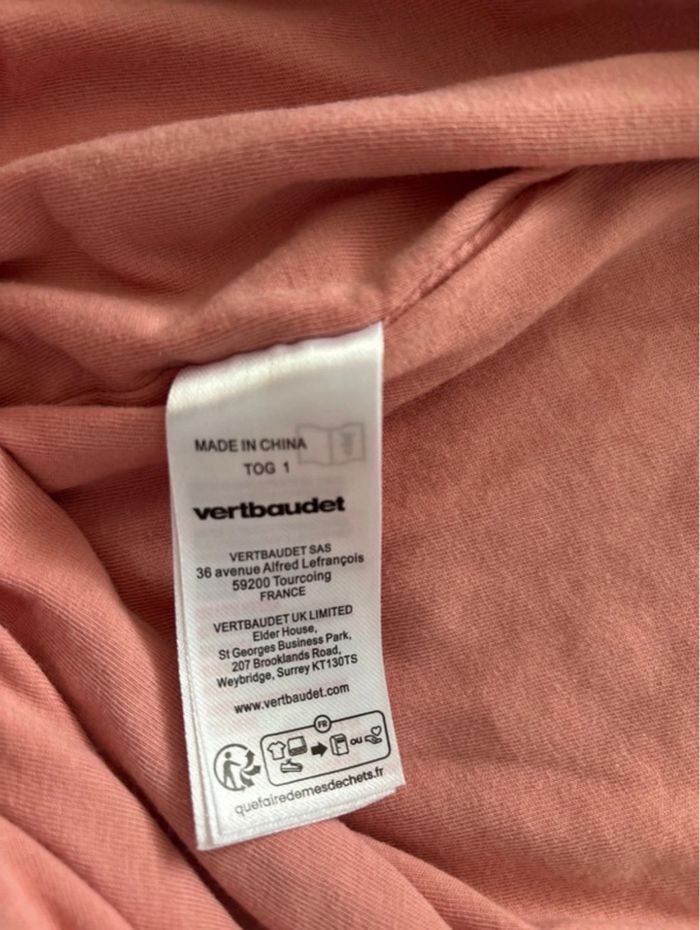 MADE IN CHINA
TOG 1
vertbaudet
VERTBAUDET SAS
36 avenue Alfred Lefrançois
59200 Tourcoing
FRANCE
VERTBAUDET UK LIMITED
Elder House,
St Georges Business Park,
207 Brooklands Road,
Weybridge, Surrey KT130TS
www.vertbaudet.com
FR
ou
quefairedemesdechets.fr